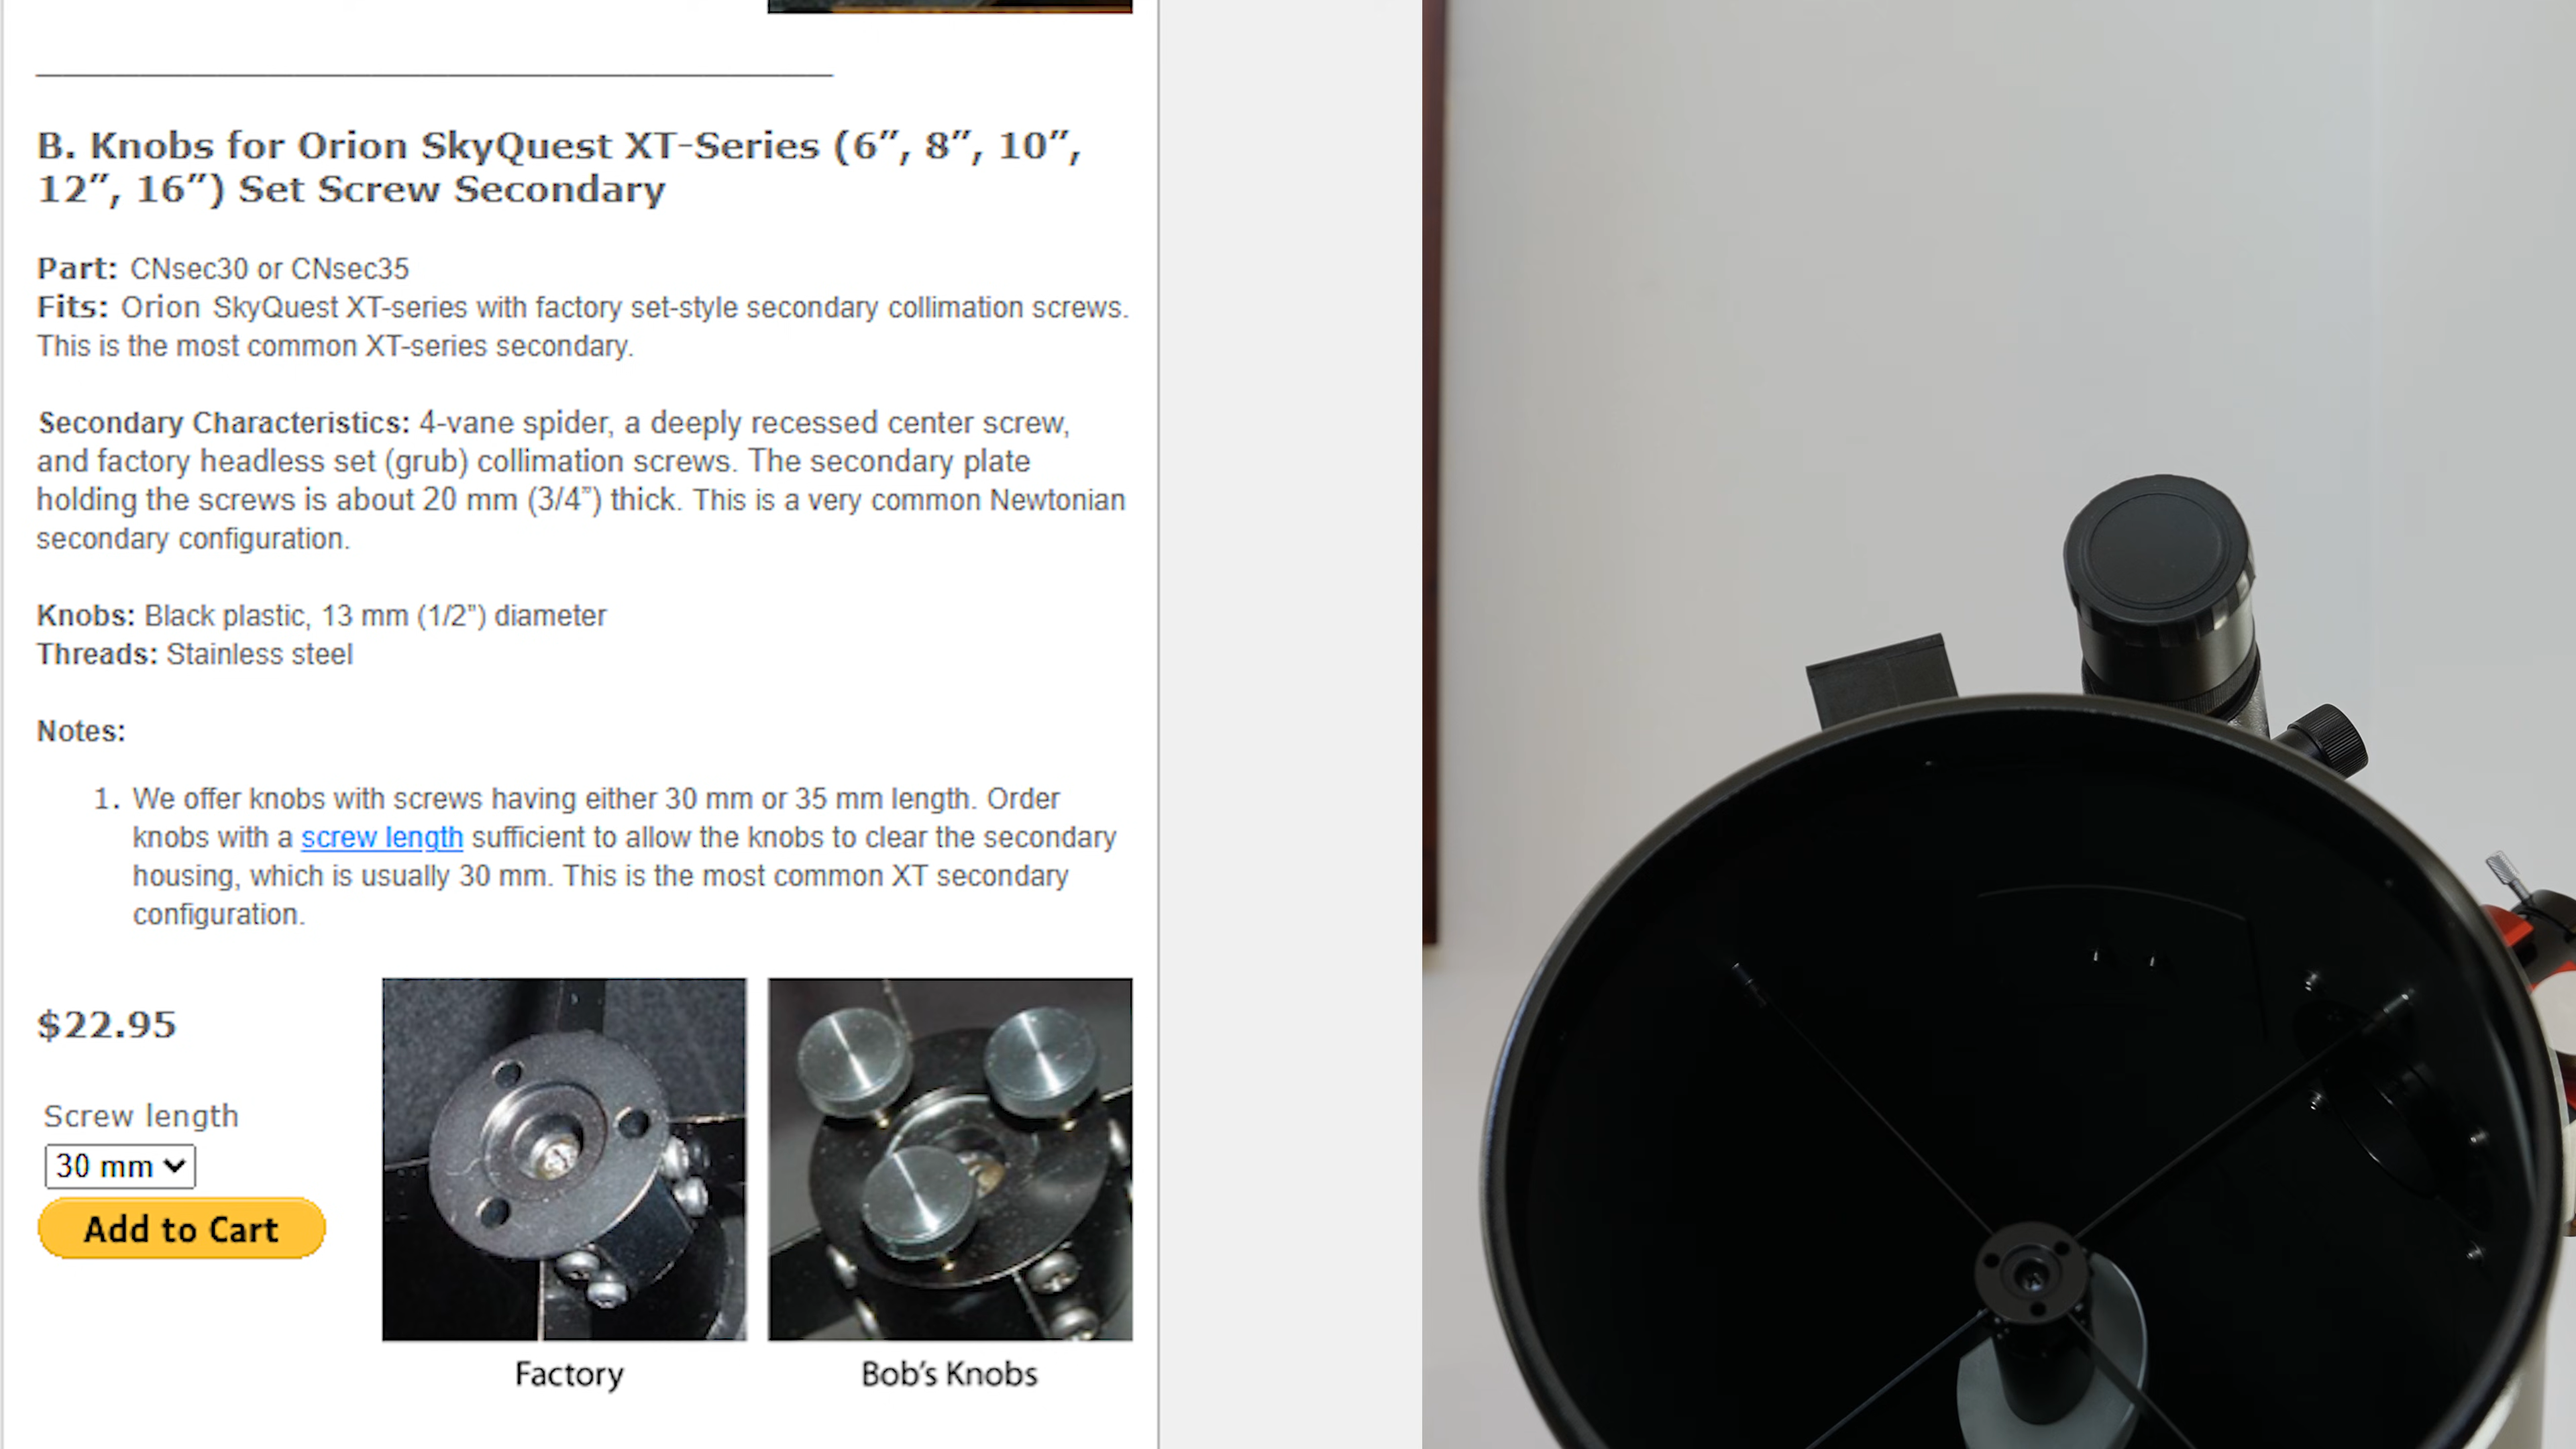 B. Knobs for Orion SkyQuest XT-Series (6”, 8”, 10”,
12”, 16”) Set Screw Secondary
Part: CNsec30 or CNsec35
Fits: Orion SkyQuest XT-series with factory set-style secondary collimation screws.
This is the most common XT-series secondary.
Secondary Characteristics: 4-vane spider, a deeply recessed center screw,
and factory headless set (grub) collimation screws. The secondary plate
holding the screws is about 20 mm (3/4”) thick. This is a very common Newtonian
secondary configuration.
Knobs: Black plastic, 13 mm (1/2”) diameter
Threads: Stainless steel
Notes:
1. We offer knobs with screws having either 30 mm or 35 mm length. Order
knobs with a screw length sufficient to allow the knobs to clear the secondary
housing, which is usually 30 mm. This is the most common XT secondary
configuration.
$22.95
Screw length
30 mm
Add to Cart
Factory
Bob’s Knobs